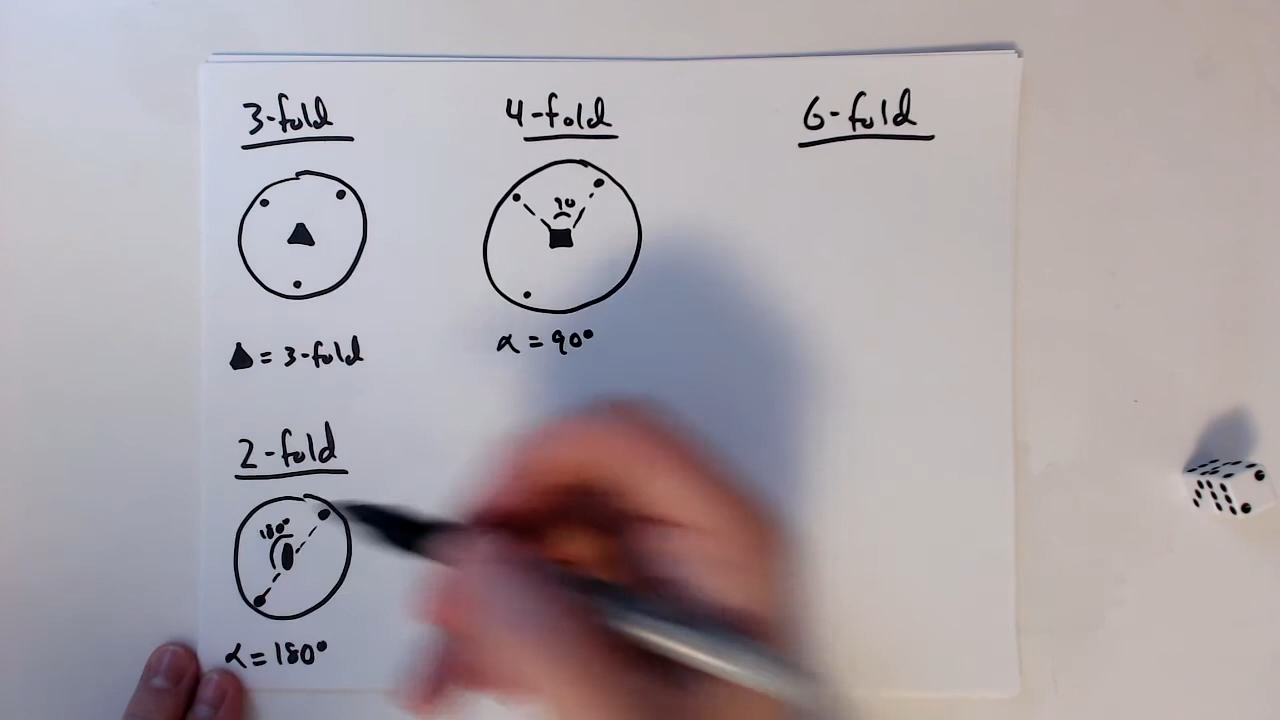 3-fold
4-fold
6-fold
90
▲ = 3-fold
α = 90°
2-fold
180°
α = 180°